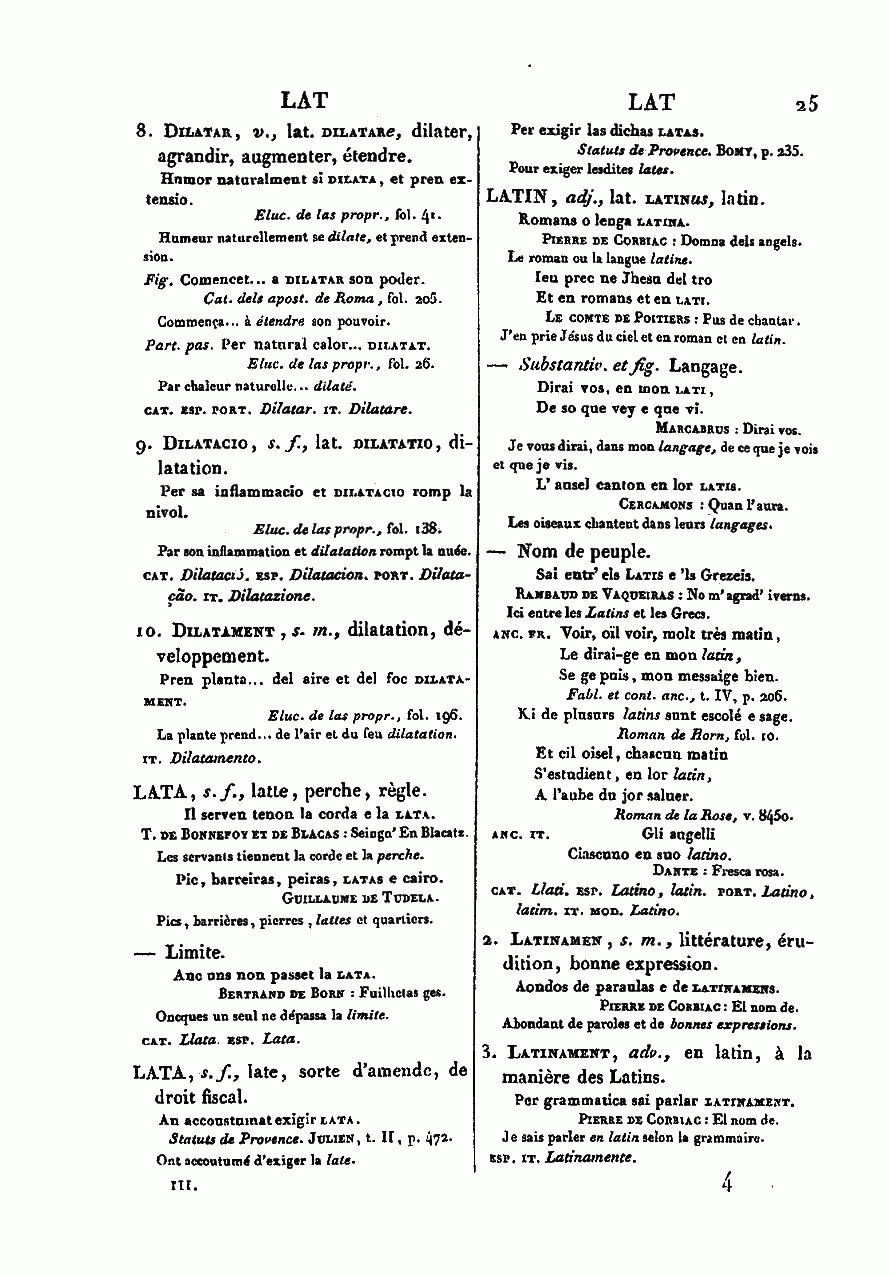 LAT
LAT 25
8. DILATAR, v., lat. DILATARe, dilater,
agrandir, augmenter, étendre.
Humor naturalment si DILATA, et pren ex-
tensio.
Eluc. de las propr., fol. 41.
Humeur naturellement se dilate, et prend exten-
sion.
Fig. Comencet... a DILATAR son poder.
Cat. dels apost. de Roma, fol. 205.
Commença... à étendre son pouvoir.
Part. pas. Per natural calor... DILATAT.
Eluc. de las propr., fol. 26.
Par chaleur naturelle... dilaté.
CAT. ESP. PORT. Dilatar. IT. Dilatare.
9. DILATACIO, s. f., lat. DILATATIO, di-
latation.
Per sa inflammacio et DILATACIO romp la
nivol.
Eluc. de las propr., fol. 138.
Par son inflammation et dilatation rompt la nuée.
CAT. Dilatació. ESP. Dilatacion. PORT. Dilata-
ção. IT. Dilatazione.
10. DILATAMENT, s. m., dilatation, dé-
veloppement.
Pren planta... del aire et del foc DILATA-
MENT.
Eluc. de las propr., fol. 196.
La plante prend... de l'air et du feu dilatation.
IT. Dilatamento.
LATA, s. f., latte, perche, règle.
Il serven tenon la corda e la LATA.
T. DE BONNEFOY ET DE BLACAS : Seingn' En Blacatz.
Les servants tiennent la corde et la perche.
Pic, barreiras, peiras, LATAS e cairo.
GUILLAUME DE TUDELA.
Pics, barrières, pierres, lattes et quartiers.
— Limite.
Anc uns non passet la LATA.
BERTRAND DE BORN : Fuilhetas ges.
Oncques un seul ne dépassa la limite.
CAT. Llata. ESP. Lata.
LATA, s. f., late, sorte d'amende, de
droit fiscal.
An accoustumat exigir LATA.
Statuts de Provence. JULIEN, t. II, p. 472.
Ont accoutumé d'exiger la late.
III.
Per exigir las dichas LATAS.
Statuts de Provence. BOMY, p. 235.
Pour exiger lesdites lates.
LATIN, adj., lat. LATINus, latin.
Romans o lenga LATINA.
PIERRE DE CORBIAC : Domna dels angels.
Le roman ou la langue latine.
Ieu prec ne Jhesu del tro
Et en romans et en LATI.
LE COMTE DE POITIERS : Pus de chantar.
J'en prie Jésus du ciel et en roman et en latin.
— Substantiv. et fig. Langage.
Dirai vos, en mon LATI,
De so que vey e que vi.
MARCABRUS : Dirai vos.
Je vous dirai, dans mon langage, de ce que je vois
et que je vis.
L' ausel canton en lor LATIS.
CERCAMONS : Quan l'aura.
Les oiseaux chantent dans leurs langages.
— Nom de peuple.
Sai entr' els LATIS e 'ls Grezeis.
RAMBAUD DE VAQUEIRAS : No m'agrad' iverns.
Ici entre les Latins et les Grecs.
ANC. FR. Voir, oïl voir, molt très matin,
Le dirai-ge en mon latin,
Se ge puis, mon messaige bien.
Fabl. et cont. anc., t. IV, p. 206.
Ki de plusurs latins sunt escolé e sage.
Roman de Horn, fol. 10.
Et cil oisel, chascun matin
S'estudient, en lor latin,
A l'aube du jor saluer.
Roman de la Rose, v. 8450.
ANC. IT. Gli augelli
Ciascuno en suo latino.
DANTE : Fresca rosa.
CAT. Llati. ESP. Latino, latin. PORT. Latino,
latim. IT. MOD. Latino.
2. LATINAMEN, s. m., littérature, éru-
dition, bonne expression.
Aondos de paraulas e de LATINAMENS.
PIERRE DE CORBIAC : El nom de.
Abondant de paroles et de bonnes expressions.
3. LATINAMENT, adv., en latin, à la
manière des Latins.
Per grammatica sai parlar LATINAMENT.
PIERRE DE CORBIAC : El nom de.
Je sais parler en latin selon la grammaire.
ESP. IT. Latinamente.
4